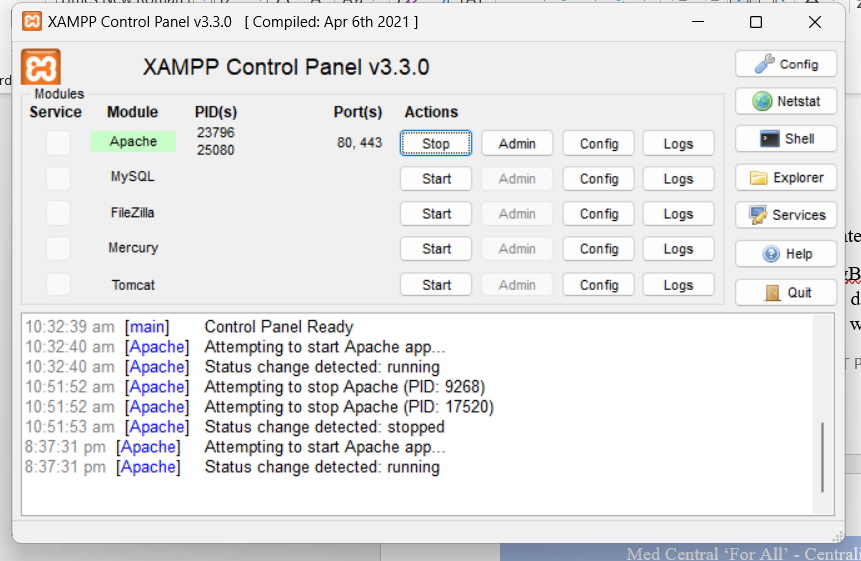 XAMPP Control Panel v3.3.0 [ Compiled: Apr 6th 2021 ]
XAMPP Control Panel v3.3.0
Config
Modules
Service Module PID(s) Port(s) Actions
Netstat
Apache 23796 25080 80, 443 Stop Admin Config Logs
Shell
MySQL Start Admin Config Logs
Explorer
FileZilla Start Admin Config Logs
Services
Mercury Start Admin Config Logs
Help
Tomcat Start Admin Config Logs
Quit
10:32:39 am [main] Control Panel Ready
10:32:40 am [Apache] Attempting to start Apache app...
10:32:40 am [Apache] Status change detected: running
10:51:52 am [Apache] Attempting to stop Apache (PID: 9268)
10:51:52 am [Apache] Attempting to stop Apache (PID: 17520)
10:51:53 am [Apache] Status change detected: stopped
8:37:31 pm [Apache] Attempting to start Apache app...
8:37:31 pm [Apache] Status change detected: running
Med Central ‘For All’ - Centrali